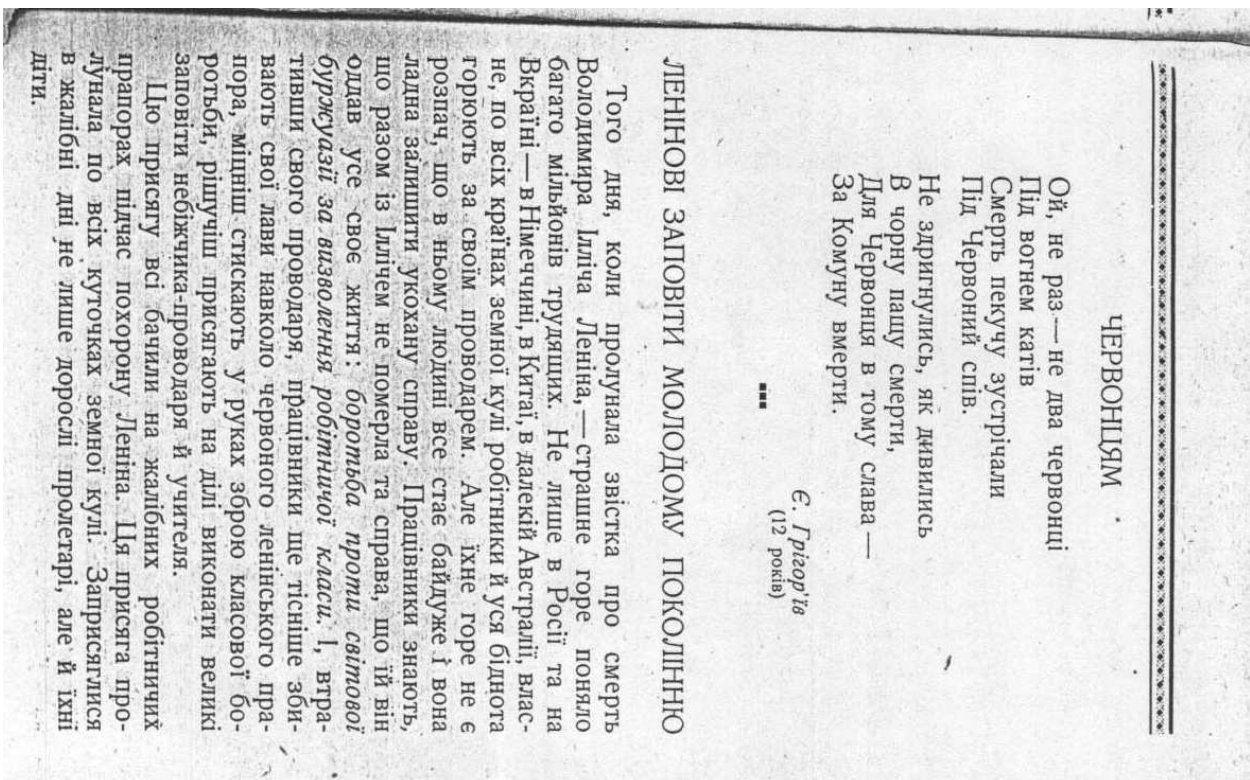 ЧЕРВОНЦЯМ
Ой, не раз — не два червонці
Під вогнем катів
Смерть пекучу зустрічали
Під Червоний спів.
Не здригнулись, як дивились
В чорну пащу смерти,
Для Червонця в тому слава —
За Комуну вмерти.
Є. Грігор'їв
(12 років)
ЛЕНІНОВІ ЗАПОВІТИ МОЛОДОМУ ПОКОЛІННЮ
Того дня, коли пролунала звістка про смерть
Володимира Ілліча Леніна, — страшне горе поняло
багато мільйонів трудящих. Не лише в Росії та на
Вкраїні — в Німеччині, в Китаї, в далекій Австралії, влас-
не, по всіх країнах земної кулі робітники й уся біднота
горюють за своїм проводарем. Але їхне горе не є
розпач, що в ньому людині все стає байдуже і вона
ладна залишити укохану справу. Працівники знають,
що разом із Іллічем не померла та справа, що їй він
оддав усе своє життя: боротьба проти світової
буржуазії за визволення робітничої класи. І, втра-
тивши свого проводаря, працівники ще тісніше зби-
вають свої лави навколо червоного ленінського пра-
пора, міцніш стискають у руках зброю класової бо-
ротьби, рішучіш присягають на ділі виконати великі
заповіти небіжчика-проводаря й учителя.
Цю присягу всі бачили на жалібних робітничих
прапорах підчас похорону Леніна. Ця присяга про-
лунала по всіх куточках земної кулі. Заприсяглися
в жалібні дні не лише дорослі пролетарі, але й їхні
діти.